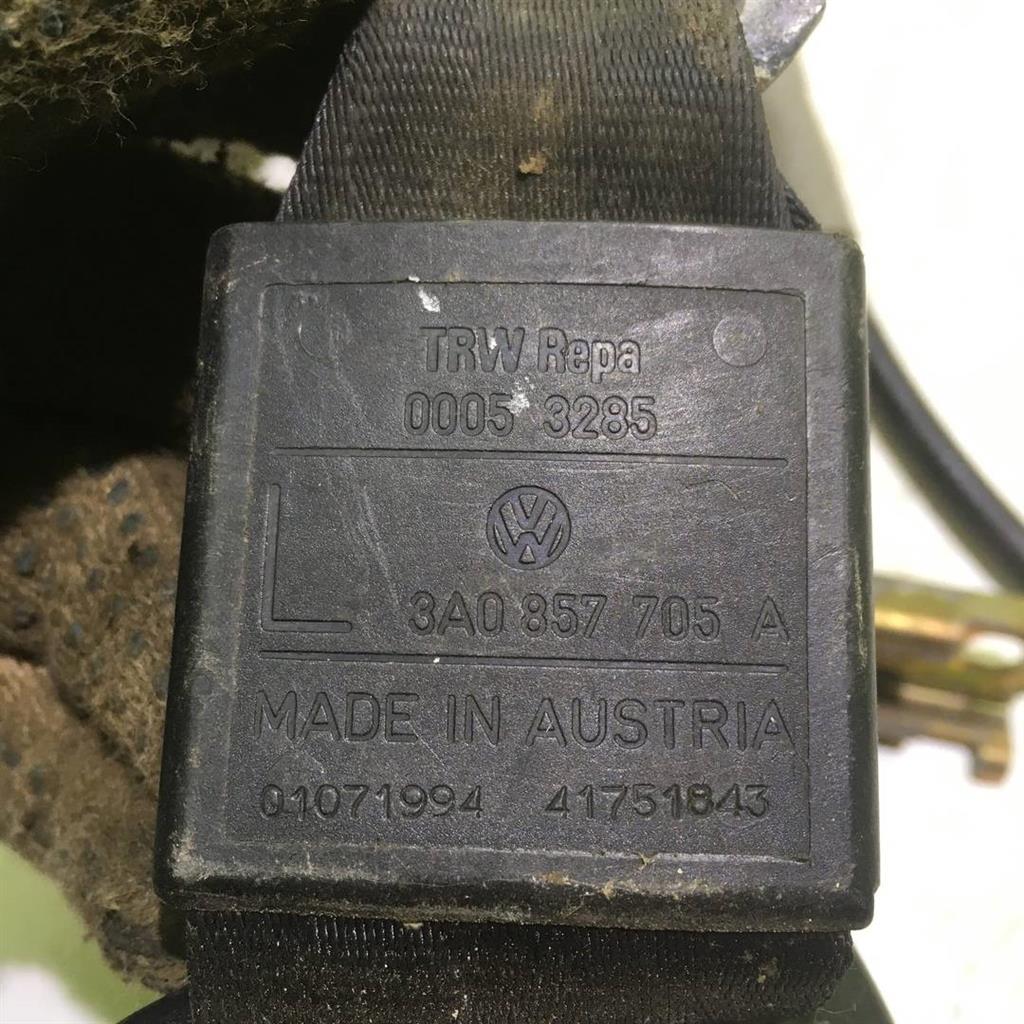 TRW Repa
0005 3285
L
3A0 857 705 A
MADE IN AUSTRIA
01071994 41751843